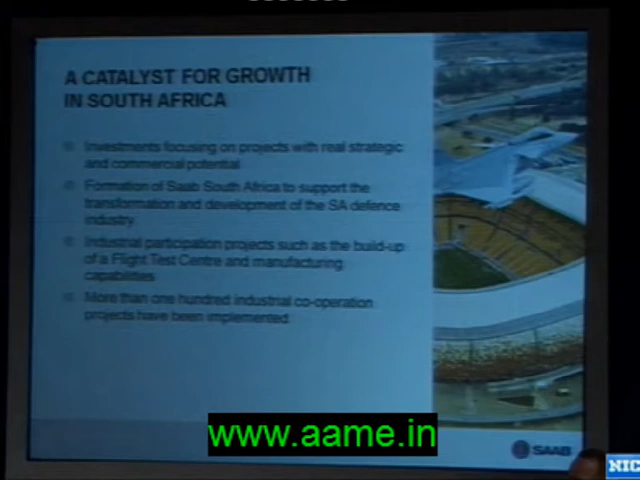 A CATALYST FOR GROWTH
IN SOUTH AFRICA
Investments focusing on projects with real strategic
and commercial potential
Formation of Saab South Africa to support the
transformation and development of the SA defence
industry
Industrial participation projects such as the build-up
of a Flight Test Centre and manufacturing
capabilities
More than one hundred industrial co-operation
projects have been implemented
www.aame.in
SAAB
NIC